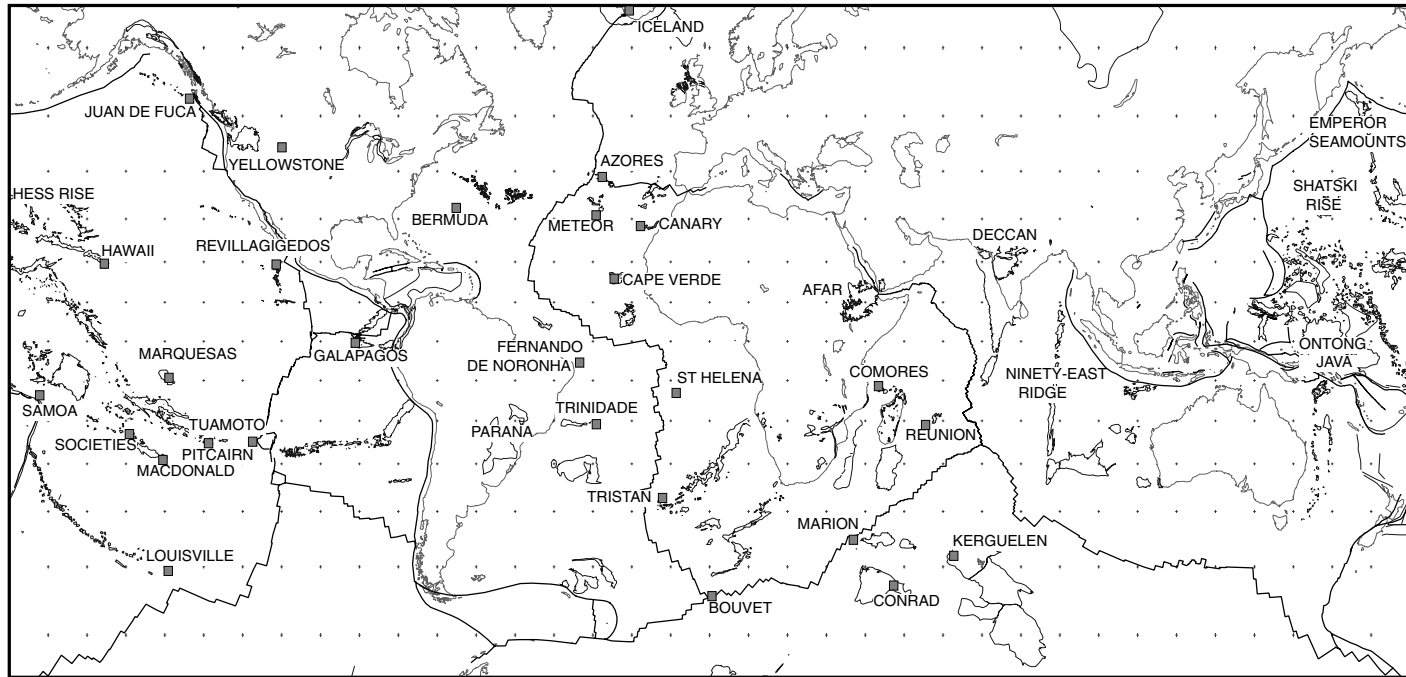 ICELAND
JUAN DE FUCA
EMPEROR
SEAMOUNTS
YELLOWSTONE
AZORES
SHATSKI
RISE
HESS RISE
BERMUDA
METEOR
CANARY
HAWAII
REVILLAGIGEDOS
DECCAN
CAPE VERDE
AFAR
GALAPAGOS
FERNANDO
DE NORONHA
MARQUESAS
ONTONG
JAVA
ST HELENA
COMORES
NINETY-EAST
RIDGE
SAMOA
TUAMOTO
TRINIDADE
PARANA
REUNION
SOCIETIES
PITCAIRN
MACDONALD
TRISTAN
MARION
KERGUELEN
LOUISVILLE
CONRAD
BOUVET